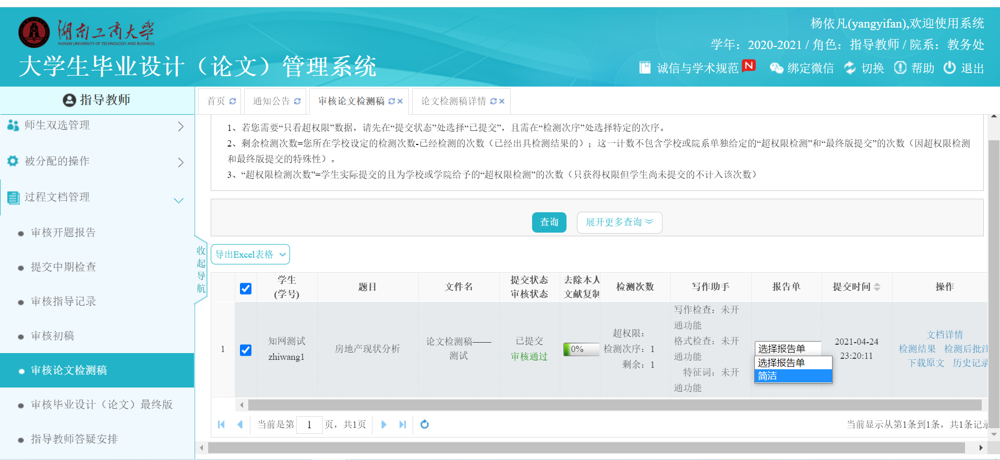 湖南工商大学
HUNAN UNIVERSITY OF TECHNOLOGY AND BUSINESS
大学生毕业设计（论文）管理系统
杨依凡(yangyifan),欢迎使用系统
学年：2020-2021 / 角色：指导教师 / 院系：教务处
诚信与学术规范 N 绑定微信 切换 帮助 退出
指导教师
师生双选管理
被分配的操作
过程文档管理
审核开题报告
提交中期检查
审核指导记录
审核初稿
审核论文检测稿
审核毕业设计（论文）最终版
指导教师答疑安排
收起导航
首页 通知公告 审核论文检测稿 论文检测稿详情
1、若您需要“只看超权限”数据，请先在“提交状态”处选择“已提交”，且需在“检测次序”处选择特定的次序。
2、剩余检测次数=您所在学校设定的检测次数-已经检测的次数（已经出具检测结果的）；这一计数不包含学校或院系单独给定的“超权限检测”和“最终版提交”的次数（因超权限检测
和最终版提交的特殊性）。
3、“超权限检测次数”=学生实际提交的且为学校或学院给予的“超权限检测”的次数（只获得权限但学生尚未提交的不计入该次数）
查询 展开更多查询
导出Excel表格
学生
(学号)
题目
文件名
提交状态
审核状态
去除本人
文献复制
检测次数
写作助手
报告单
提交时间
操作
1
知网测试
zhiwang1
房地产现状分析
论文检测稿——
测试
已提交
审核通过
0%
超权限：
检测次序：1
剩余：1
写作检查：未开
通功能
格式检查：未开
通功能
特征词：未开
通功能
选择报告单
选择报告单
简洁
2021-04-24
23:20:11
文档详情
检测结果 检测后批注
下载原文 历史记录
当前是第 1 页，共1页
当前显示从第1条到1条，共1条记录